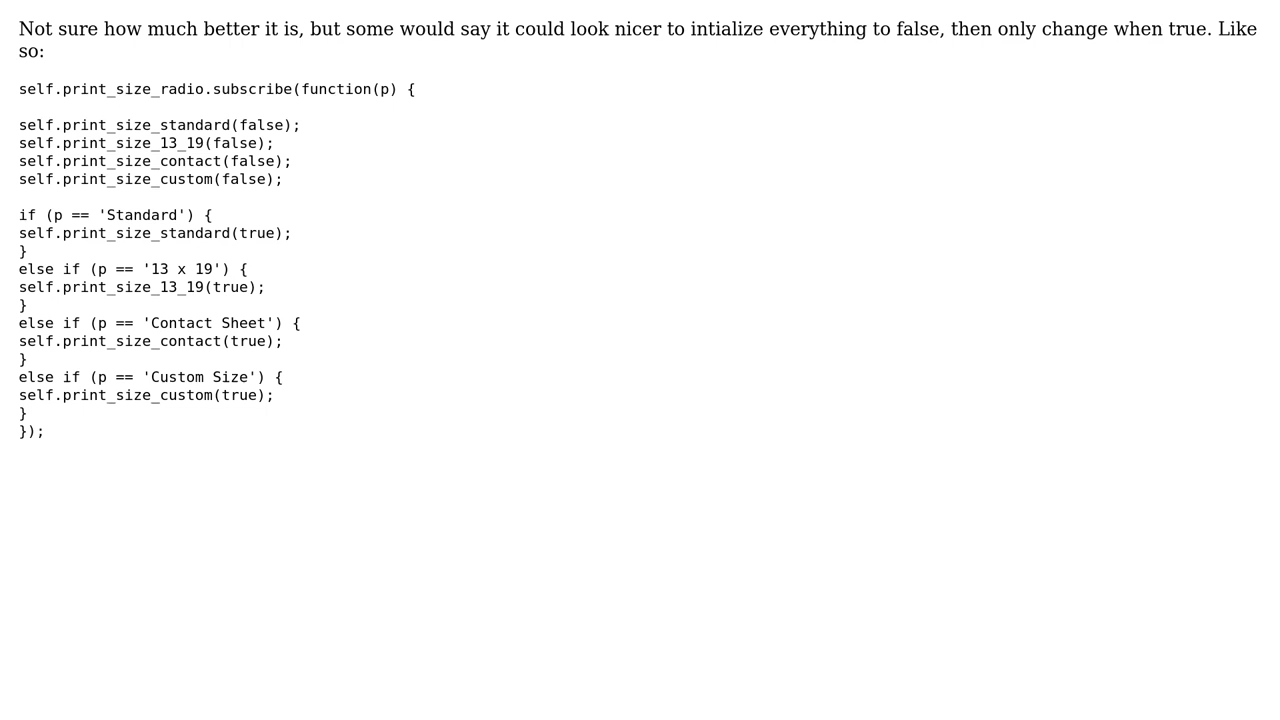 Not sure how much better it is, but some would say it could look nicer to intialize everything to false, then only change when true. Like
so:
self.print_size_radio.subscribe(function(p) {
self.print_size_standard(false);
self.print_size_13_19(false);
self.print_size_contact(false);
self.print_size_custom(false);
if (p == 'Standard') {
self.print_size_standard(true);
}
else if (p == '13 x 19') {
self.print_size_13_19(true);
}
else if (p == 'Contact Sheet') {
self.print_size_contact(true);
}
else if (p == 'Custom Size') {
self.print_size_custom(true);
}
});